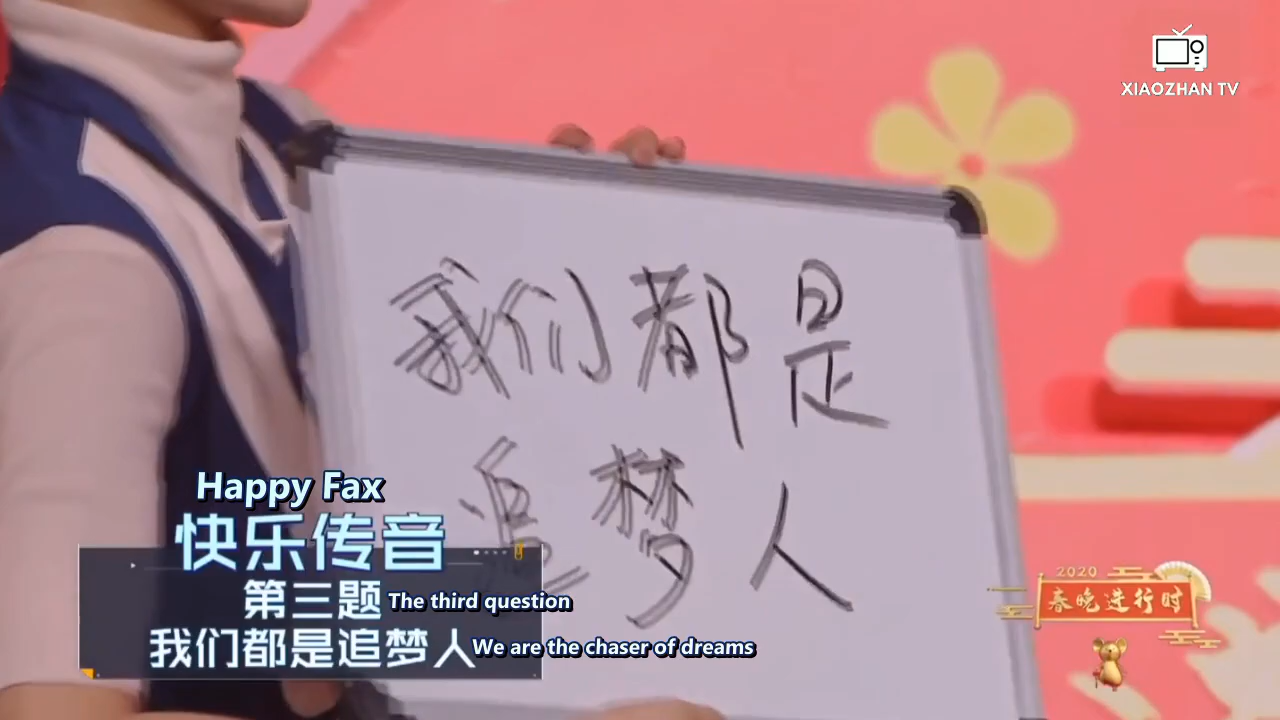 XIAOZHAN TV
我们都是
追梦人
Happy Fax
快乐传音
第三题 The third question
我们都是追梦人 We are the chaser of dreams
2020
春晚进行时